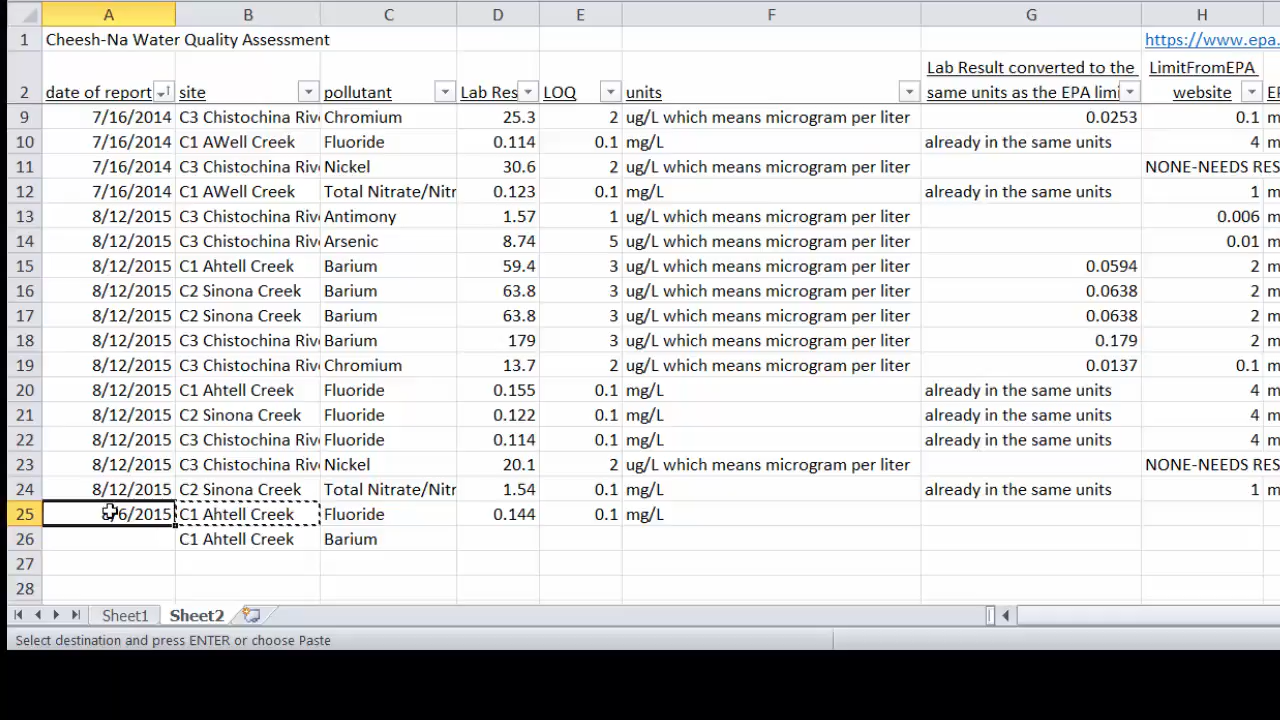 A B C D E F G H
1 Cheesh-Na Water Quality Assessment https://www.epa.
Lab Result converted to the LimitFromEPA
2 date of report site pollutant Lab Res LOQ units same units as the EPA limi website
9 7/16/2014 C3 Chistochina Rive Chromium 25.3 2 ug/L which means microgram per liter 0.0253 0.1 m
10 7/16/2014 C1 AWell Creek Fluoride 0.114 0.1 mg/L already in the same units 4 m
11 7/16/2014 C3 Chistochina Rive Nickel 30.6 2 ug/L which means microgram per liter NONE-NEEDS RES
12 7/16/2014 C1 AWell Creek Total Nitrate/Nitr 0.123 0.1 mg/L already in the same units 1 m
13 8/12/2015 C3 Chistochina Rive Antimony 1.57 1 ug/L which means microgram per liter 0.006 m
14 8/12/2015 C3 Chistochina Rive Arsenic 8.74 5 ug/L which means microgram per liter 0.01 m
15 8/12/2015 C1 Ahtell Creek Barium 59.4 3 ug/L which means microgram per liter 0.0594 2 m
16 8/12/2015 C2 Sinona Creek Barium 63.8 3 ug/L which means microgram per liter 0.0638 2 m
17 8/12/2015 C2 Sinona Creek Barium 63.8 3 ug/L which means microgram per liter 0.0638 2 m
18 8/12/2015 C3 Chistochina Rive Barium 179 3 ug/L which means microgram per liter 0.179 2 m
19 8/12/2015 C3 Chistochina Rive Chromium 13.7 2 ug/L which means microgram per liter 0.0137 0.1 m
20 8/12/2015 C1 Ahtell Creek Fluoride 0.155 0.1 mg/L already in the same units 4 m
21 8/12/2015 C2 Sinona Creek Fluoride 0.122 0.1 mg/L already in the same units 4 m
22 8/12/2015 C3 Chistochina Rive Fluoride 0.114 0.1 mg/L already in the same units 4 m
23 8/12/2015 C3 Chistochina Rive Nickel 20.1 2 ug/L which means microgram per liter NONE-NEEDS RES
24 8/12/2015 C2 Sinona Creek Total Nitrate/Nitr 1.54 0.1 mg/L already in the same units 1 m
25 C1 Ahtell Creek Fluoride 0.144 0.1 mg/L
26 C1 Ahtell Creek Barium
27
28
Sheet1 Sheet2
Select destination and press ENTER or choose Paste